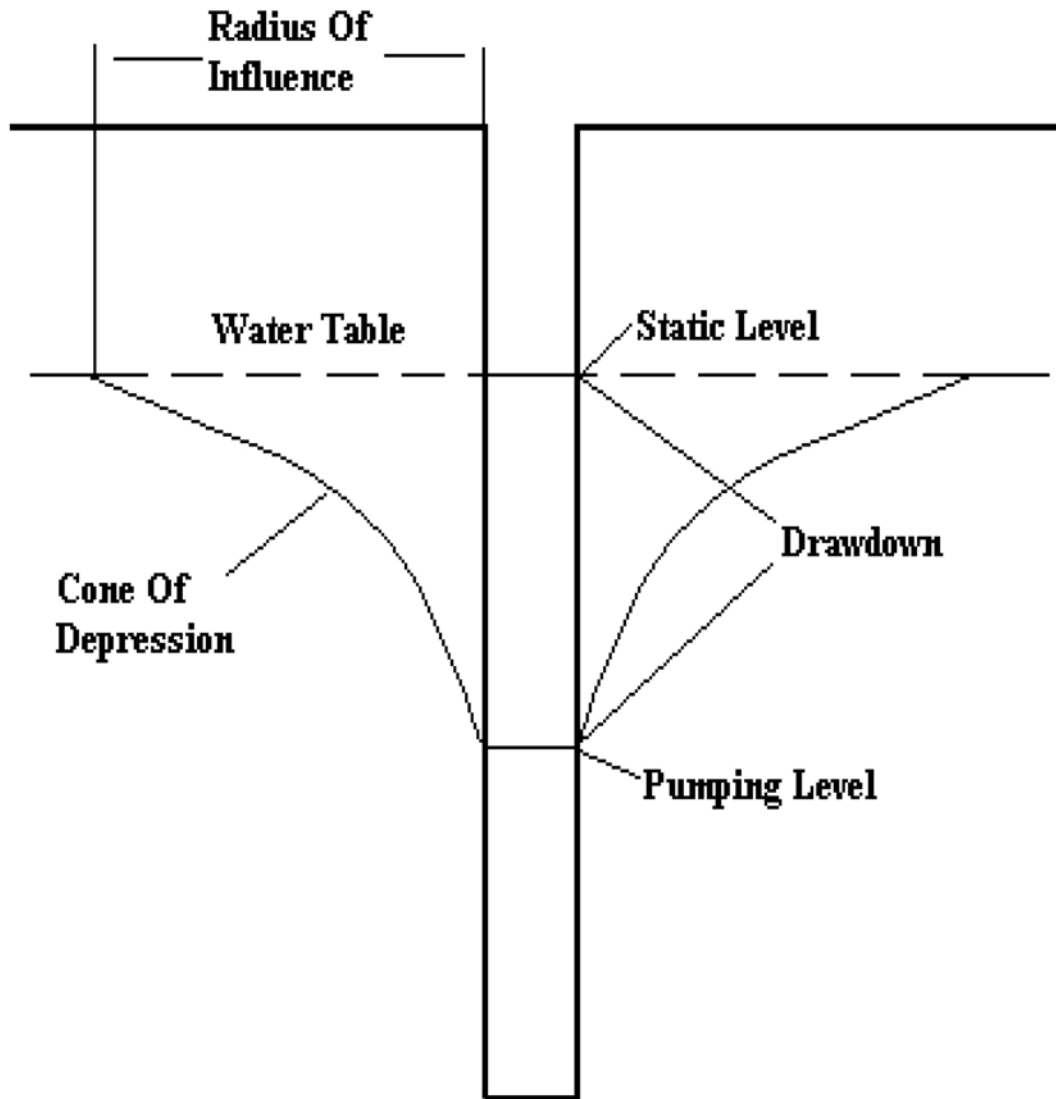 Radius Of
Influence
Water Table
Static Level
Drawdown
Cone Of
Depression
Pumping Level